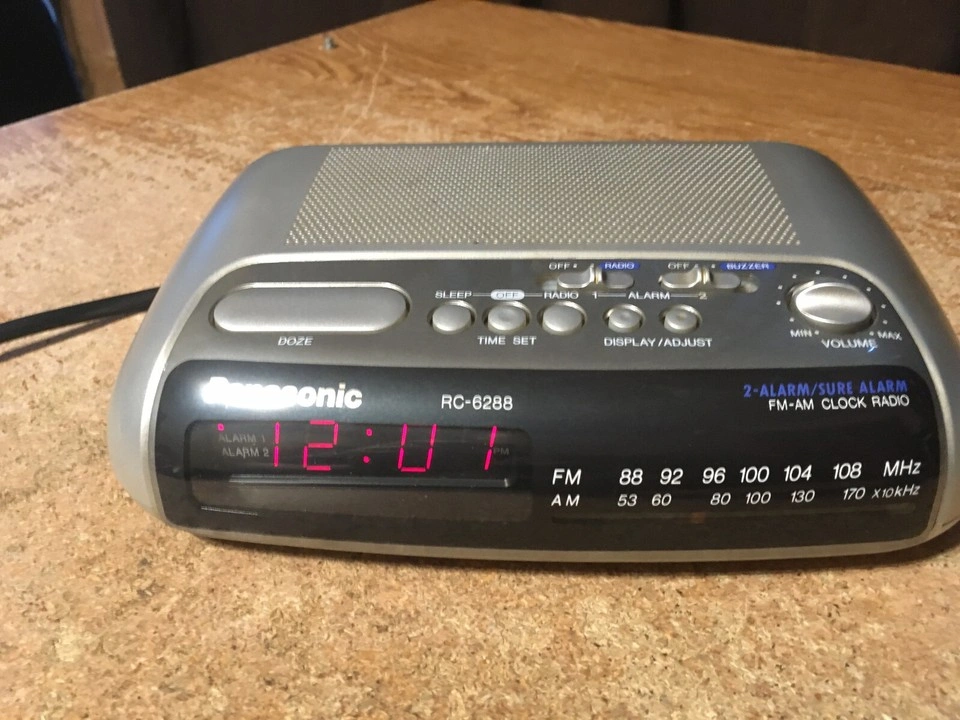 OFF • RADIO OFF • BUZZER
SLEEP OFF RADIO 1 ALARM 2
DOZE TIME SET DISPLAY/ADJUST
MIN • • MAX
VOLUME
Panasonic RC-6288
2-ALARM/SURE ALARM
FM-AM CLOCK RADIO
ALARM 1
ALARM 2
12:01
PM
FM 88 92 96 100 104 108 MHz
AM 53 60 80 100 130 170 X10kHz